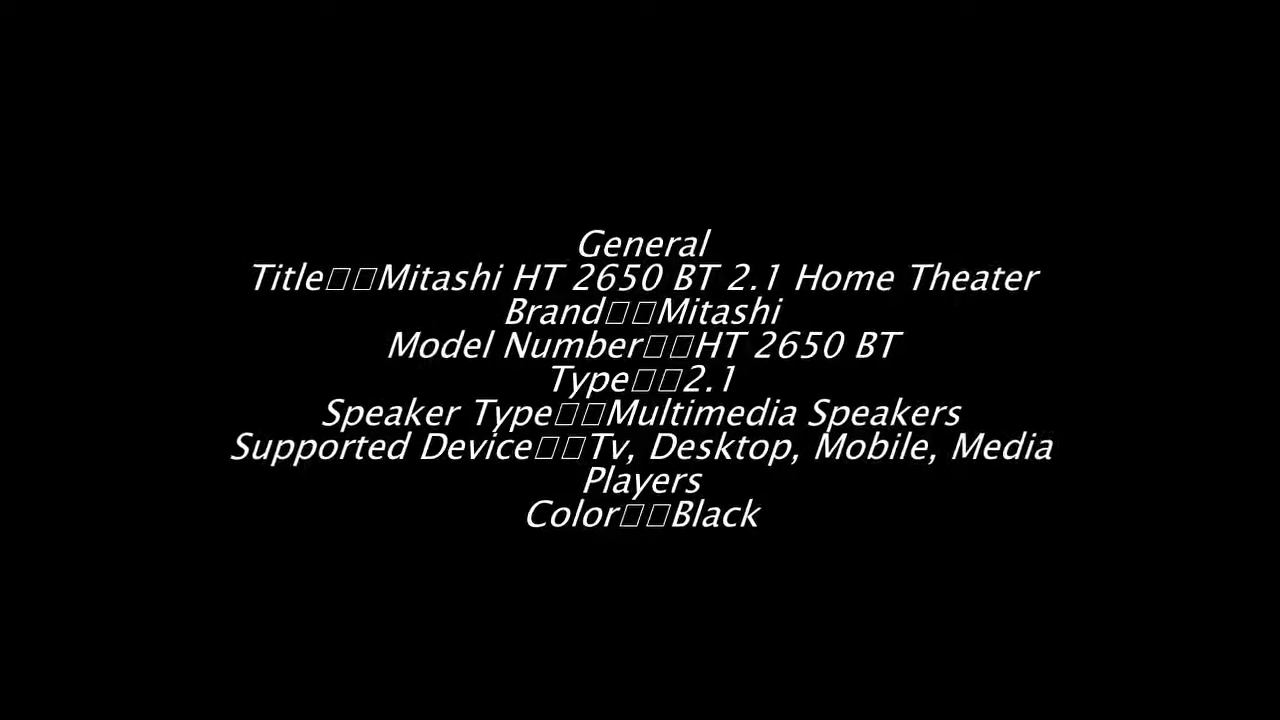 General
Title□□Mitashi HT 2650 BT 2.1 Home Theater
Brand□□Mitashi
Model Number□□HT 2650 BT
Type□□2.1
Speaker Type□□Multimedia Speakers
Supported Device□□Tv, Desktop, Mobile, Media
Players
Color□□Black